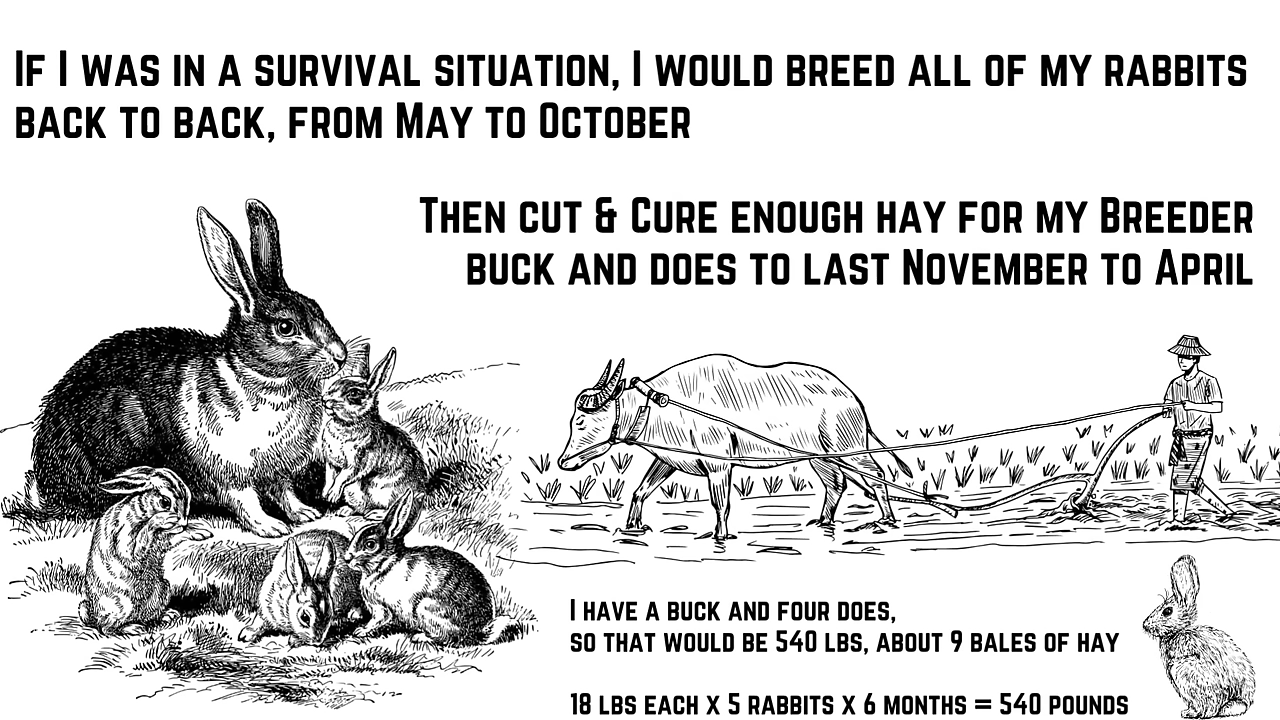 If I was in a survival situation, I would breed all of my rabbits
back to back, from May to October
Then cut & Cure enough hay for my Breeder
buck and does to last November to April
I have a buck and four does,
so that would be 540 lbs, about 9 bales of hay
18 lbs each x 5 rabbits x 6 months = 540 pounds